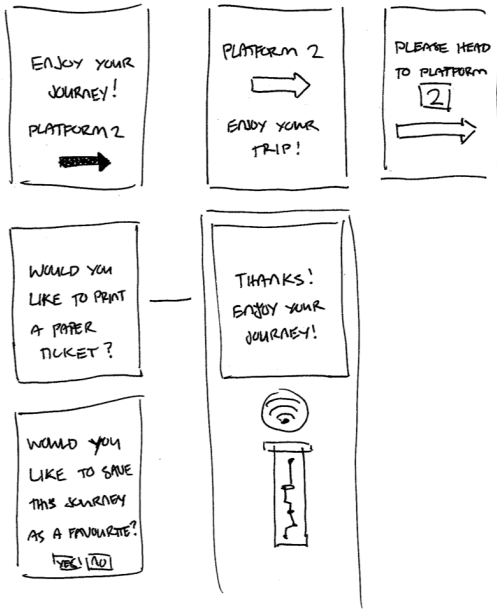 ENJOY YOUR
JOURNEY!
PLATFORM 2
PLATFORM 2
ENJOY YOUR
TRIP!
PLEASE HEAD
TO PLATFORM
2
WOULD YOU
LIKE TO PRINT
A PAPER
TICKET?
THANKS!
ENJOY YOUR
JOURNEY!
WOULD YOU
LIKE TO SAVE
THIS JOURNEY
AS A FAVOURITE?
YES! NO